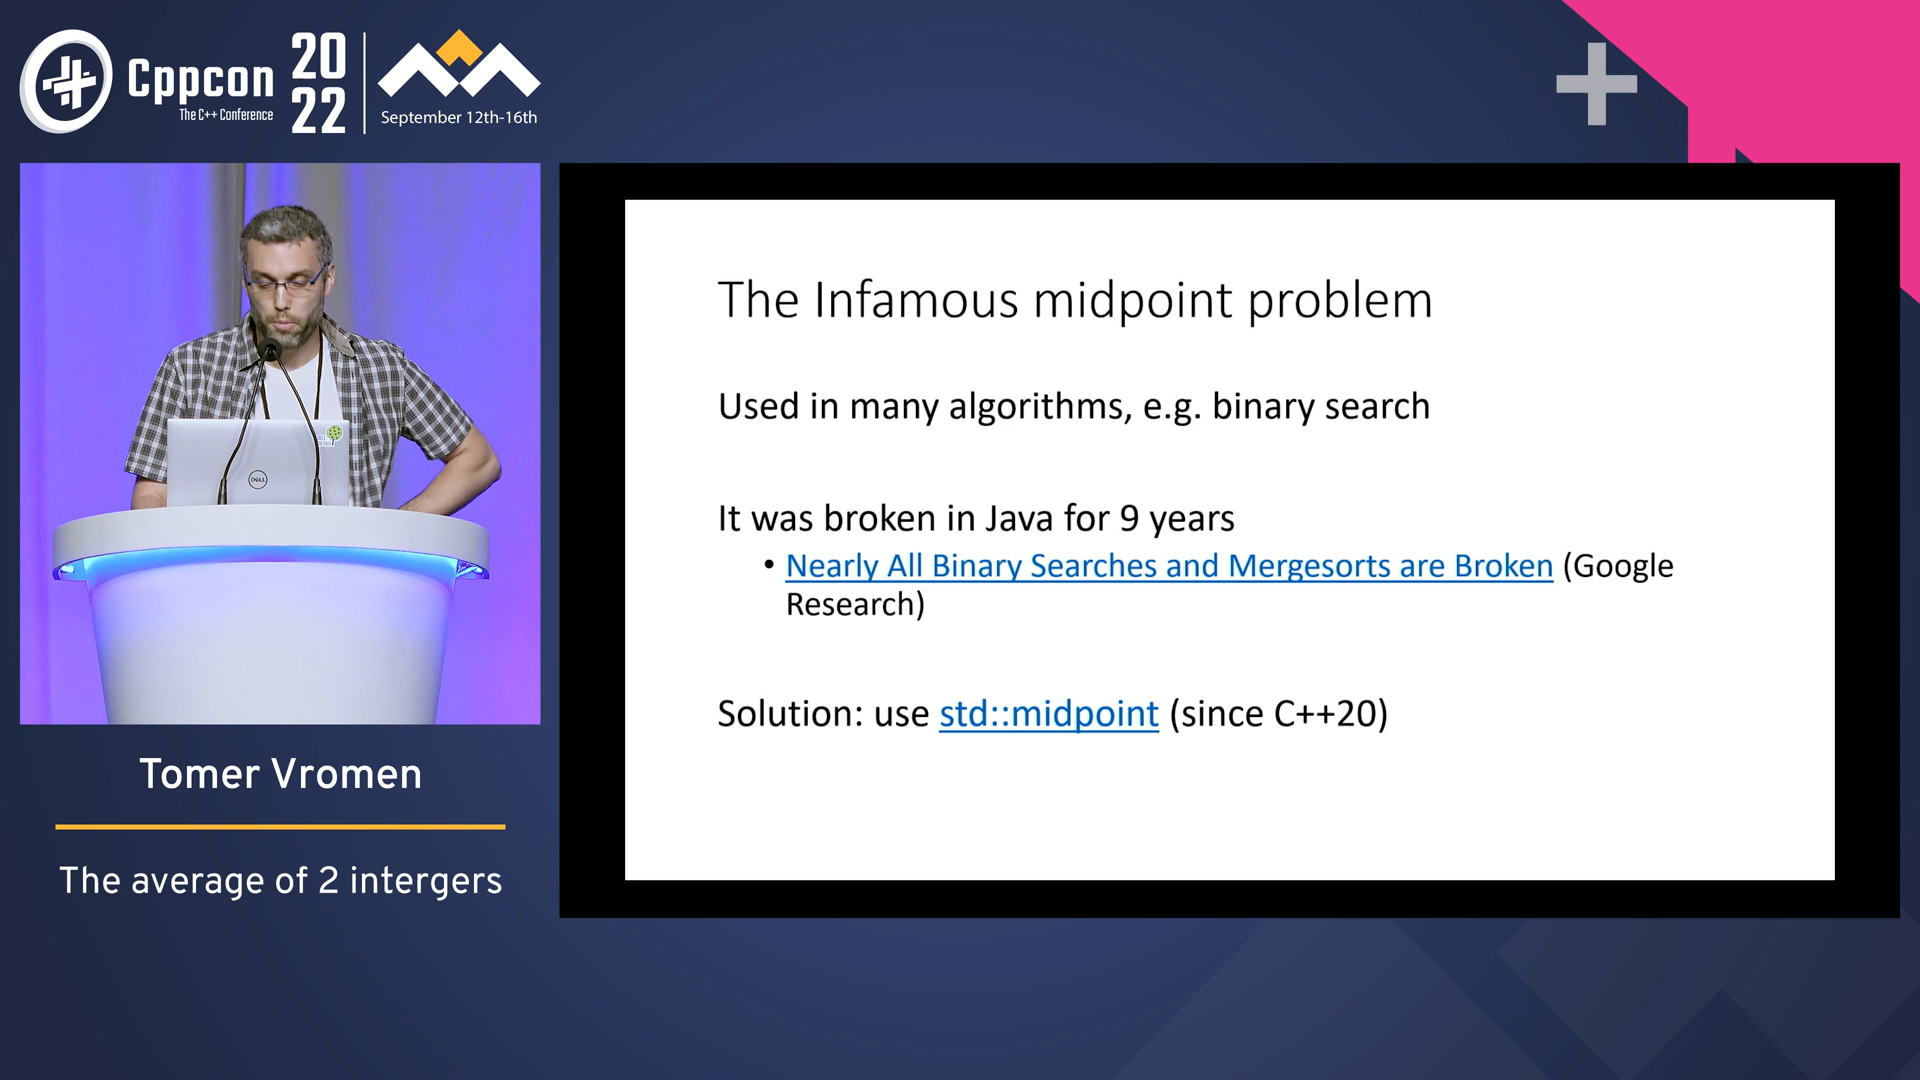 Cppcon
The C++ Conference
20
22
September 12th-16th
The Infamous midpoint problem
Used in many algorithms, e.g. binary search
It was broken in Java for 9 years
• Nearly All Binary Searches and Mergesorts are Broken (Google
Research)
Solution: use std::midpoint (since C++20)
DELL
Tomer Vromen
The average of 2 intergers